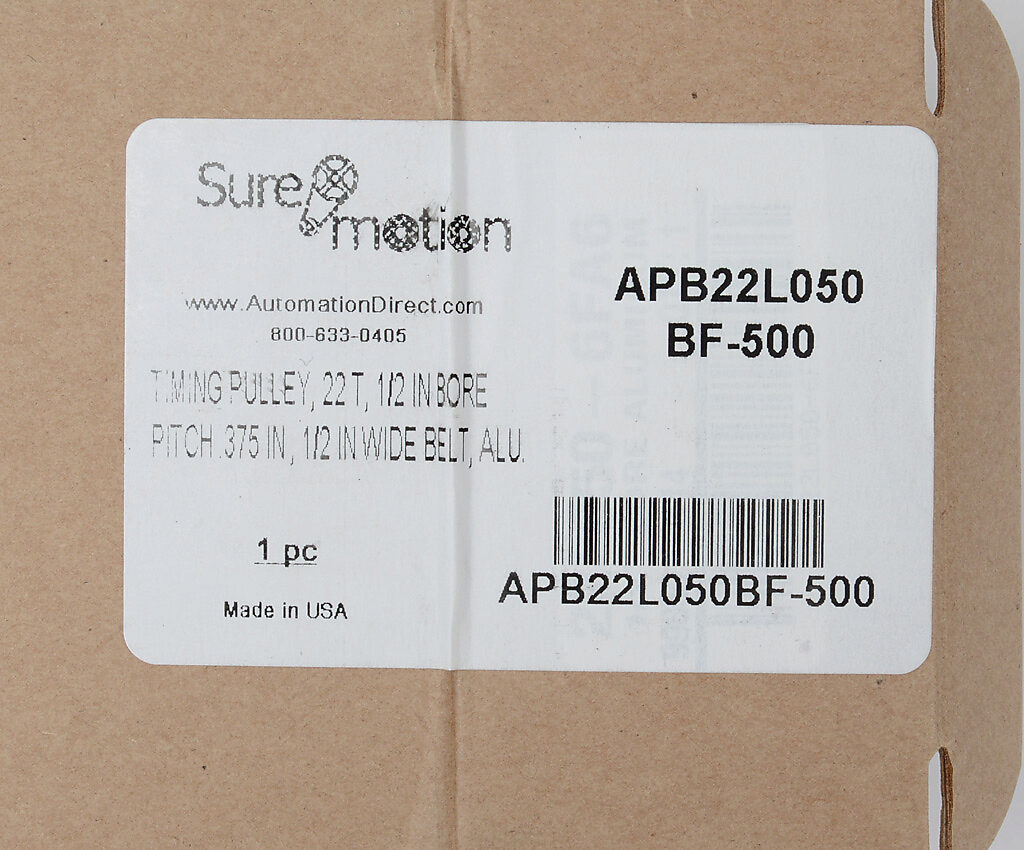 Sure
motion
www.AutomationDirect.com
800-633-0405
TIMING PULLEY, 22 T, 1/2 IN BORE
PITCH .375 IN, 1/2 IN WIDE BELT, ALU.
1 pc
Made in USA
APB22L050
BF-500
APB22L050BF-500